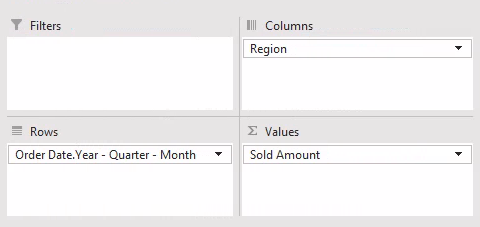 Filters
Columns
Region
Rows
Values
Order Date.Year - Quarter - Month
Sold Amount